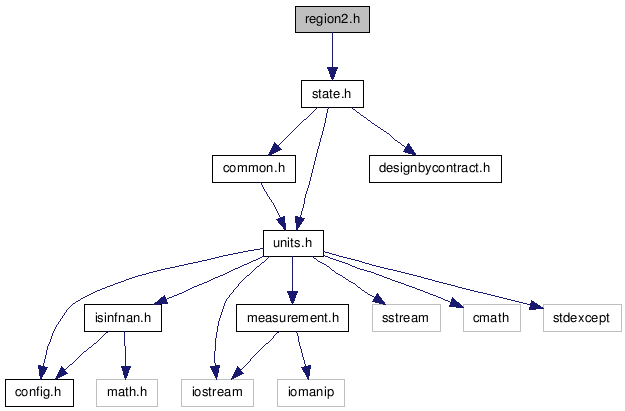 region2.h
state.h
common.h
designbycontract.h
units.h
isinfnan.h
measurement.h
sstream
cmath
stdexcept
config.h
math.h
iostream
iomanip